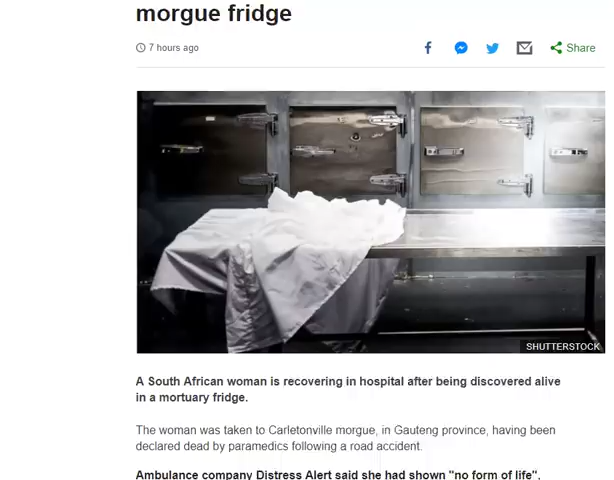 morgue fridge
7 hours ago
Share
SHUTTERSTOCK
A South African woman is recovering in hospital after being discovered alive
in a mortuary fridge.
The woman was taken to Carletonville morgue, in Gauteng province, having been
declared dead by paramedics following a road accident.
Ambulance company Distress Alert said she had shown "no form of life".